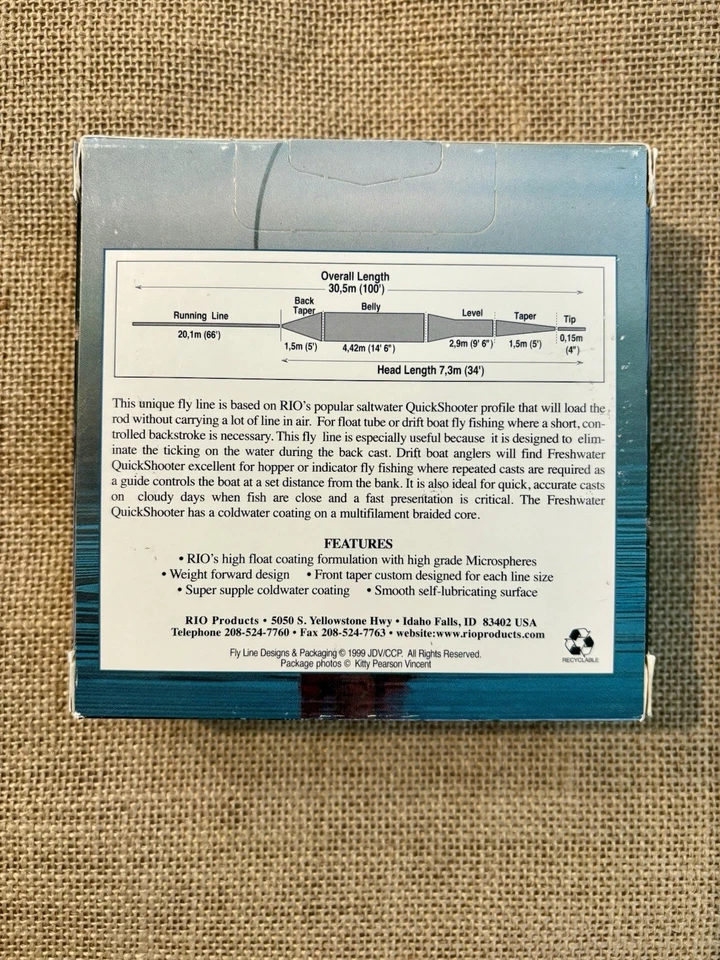 Overall Length
30,5m (100')
Back
Taper
Belly
Running Line
Level
Taper
Tip
20,1m (66')
1,5m (5')
4,42m (14' 6")
2,9m (9' 6")
1,5m (5')
0,15m
(4")
Head Length 7,3m (34')
This unique fly line is based on RIO's popular saltwater QuickShooter profile that will load the
rod without carrying a lot of line in air. For float tube or drift boat fly fishing where a short, con-
trolled backstroke is necessary. This fly line is especially useful because it is designed to elim-
inate the ticking on the water during the back cast. Drift boat anglers will find Freshwater
QuickShooter excellent for hopper or indicator fly fishing where repeated casts are required as
a guide controls the boat at a set distance from the bank. It is also ideal for quick, accurate casts
on cloudy days when fish are close and a fast presentation is critical. The Freshwater
QuickShooter has a coldwater coating on a multifilament braided core.
FEATURES
• RIO's high float coating formulation with high grade Microspheres
• Weight forward design • Front taper custom designed for each line size
• Super supple coldwater coating • Smooth self-lubricating surface
RIO Products • 5050 S. Yellowstone Hwy • Idaho Falls, ID 83402 USA
Telephone 208-524-7760 • Fax 208-524-7763 • website:www.rioproducts.com
Fly Line Designs & Packaging © 1999 JDV/CCP. All Rights Reserved.
Package photos © Kitty Pearson Vincent
RECYCLABLE